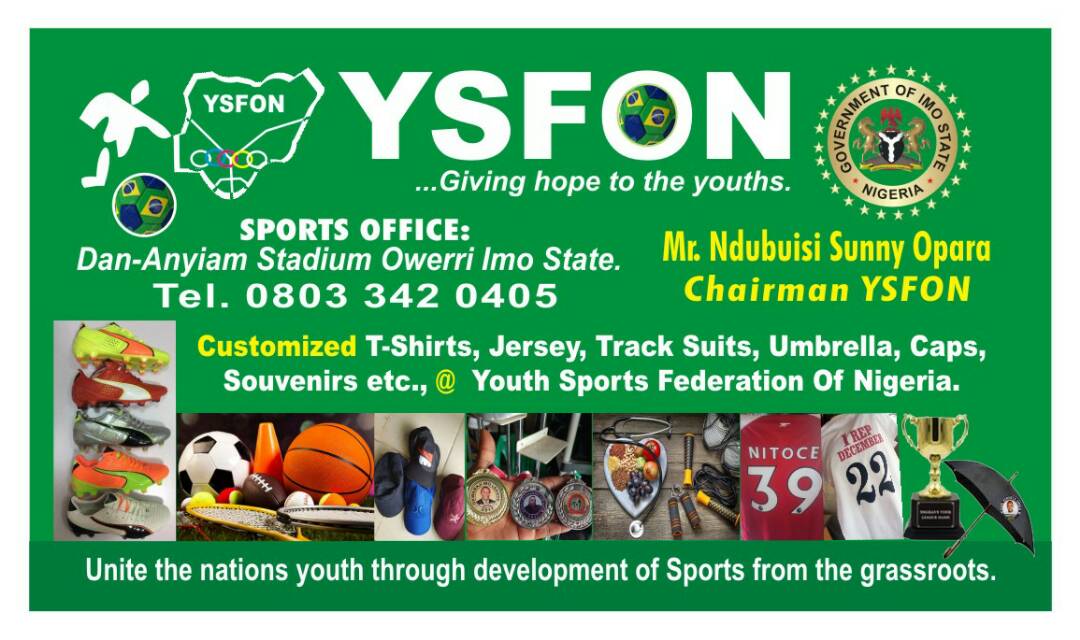 YSFON
YSFON
...Giving hope to the youths.
GOVERNMENT OF IMO STATE
NIGERIA
SPORTS OFFICE:
Dan-Anyiam Stadium Owerri Imo State.
Tel. 0803 342 0405
Mr. Ndubuisi Sunny Opara
Chairman YSFON
Customized T-Shirts, Jersey, Track Suits, Umbrella, Caps,
Souvenirs etc., @ Youth Sports Federation Of Nigeria.
NITOCE
39
I REP
DECEMBER
22
Unite the nations youth through development of Sports from the grassroots.